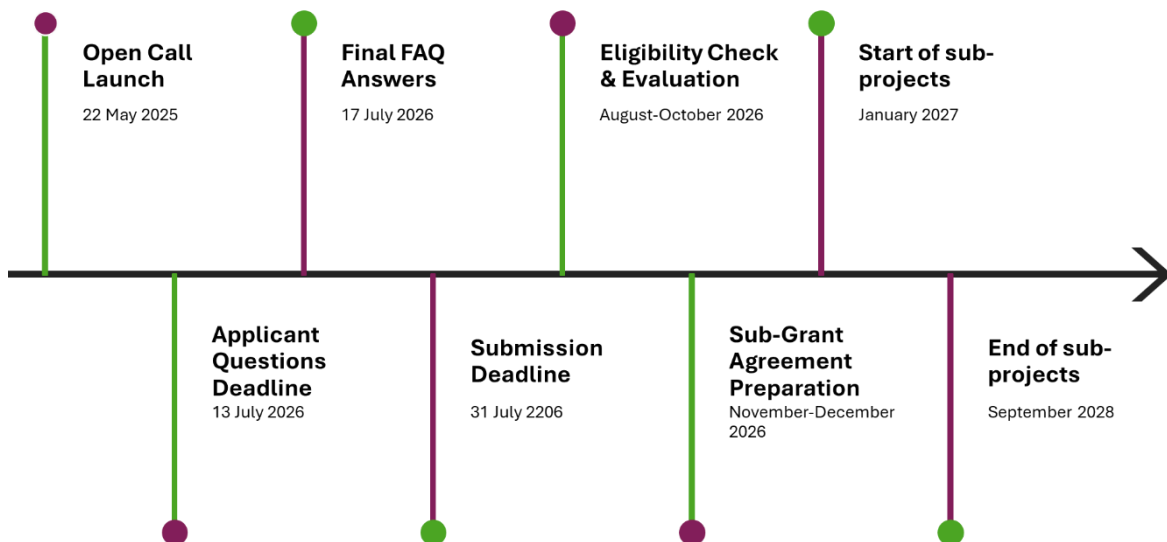 Open Call
Launch
22 May 2025
Final FAQ
Answers
17 July 2026
Eligibility Check
& Evaluation
August-October 2026
Start of sub-
projects
January 2027
Applicant
Questions
Deadline
13 July 2026
Submission
Deadline
31 July 2206
Sub-Grant
Agreement
Preparation
November-December
2026
End of sub-
projects
September 2028